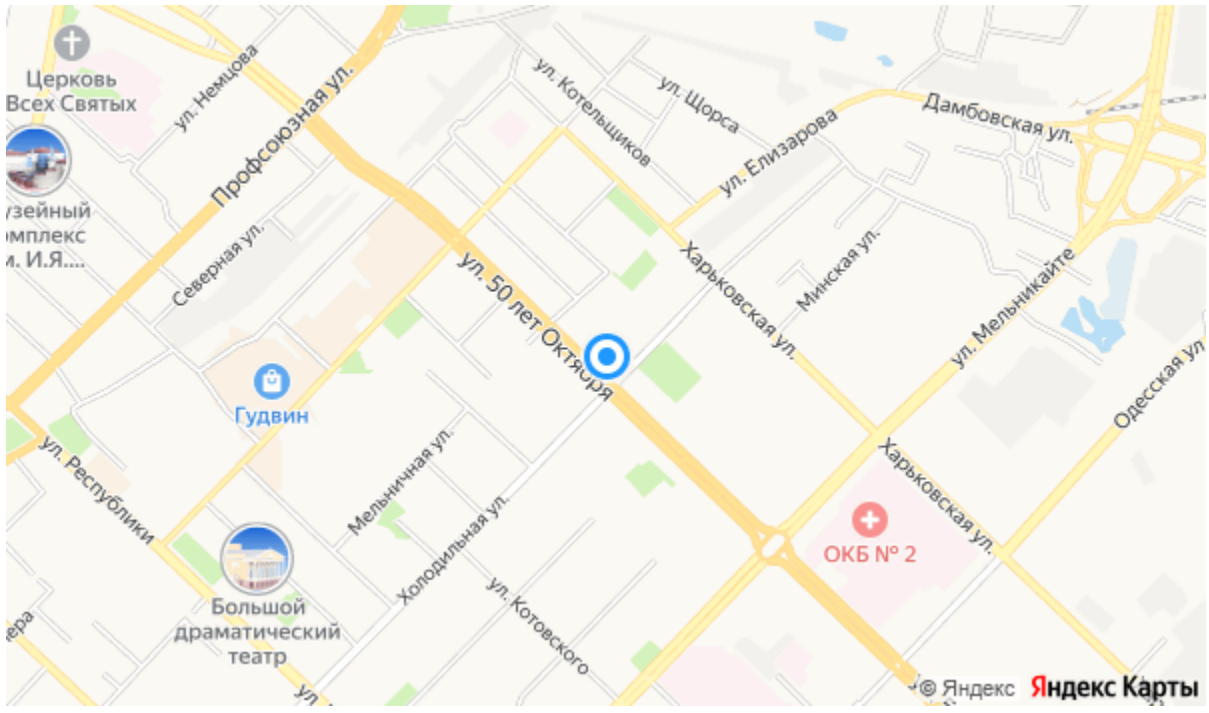 Церковь
Всех Святых
ул. Немцова
Профсоюзная ул.
ул. Котельщиков
ул. Щорса
ул. Елизарова
Дамбовская ул.
узейный
омплекс
м. И.Я....
Северная ул.
ул. 50 лет Октября
Харьковская ул.
Минская ул.
ул. Мельникайте
Одесская ул.
Гудвин
ул. Республики
Мельничная ул.
Холодильная ул.
Харьковская ул.
ОКБ № 2
Большой
драматический
театр
ул. Котовского
ера
ул.
© Яндекс Яндекс Карты